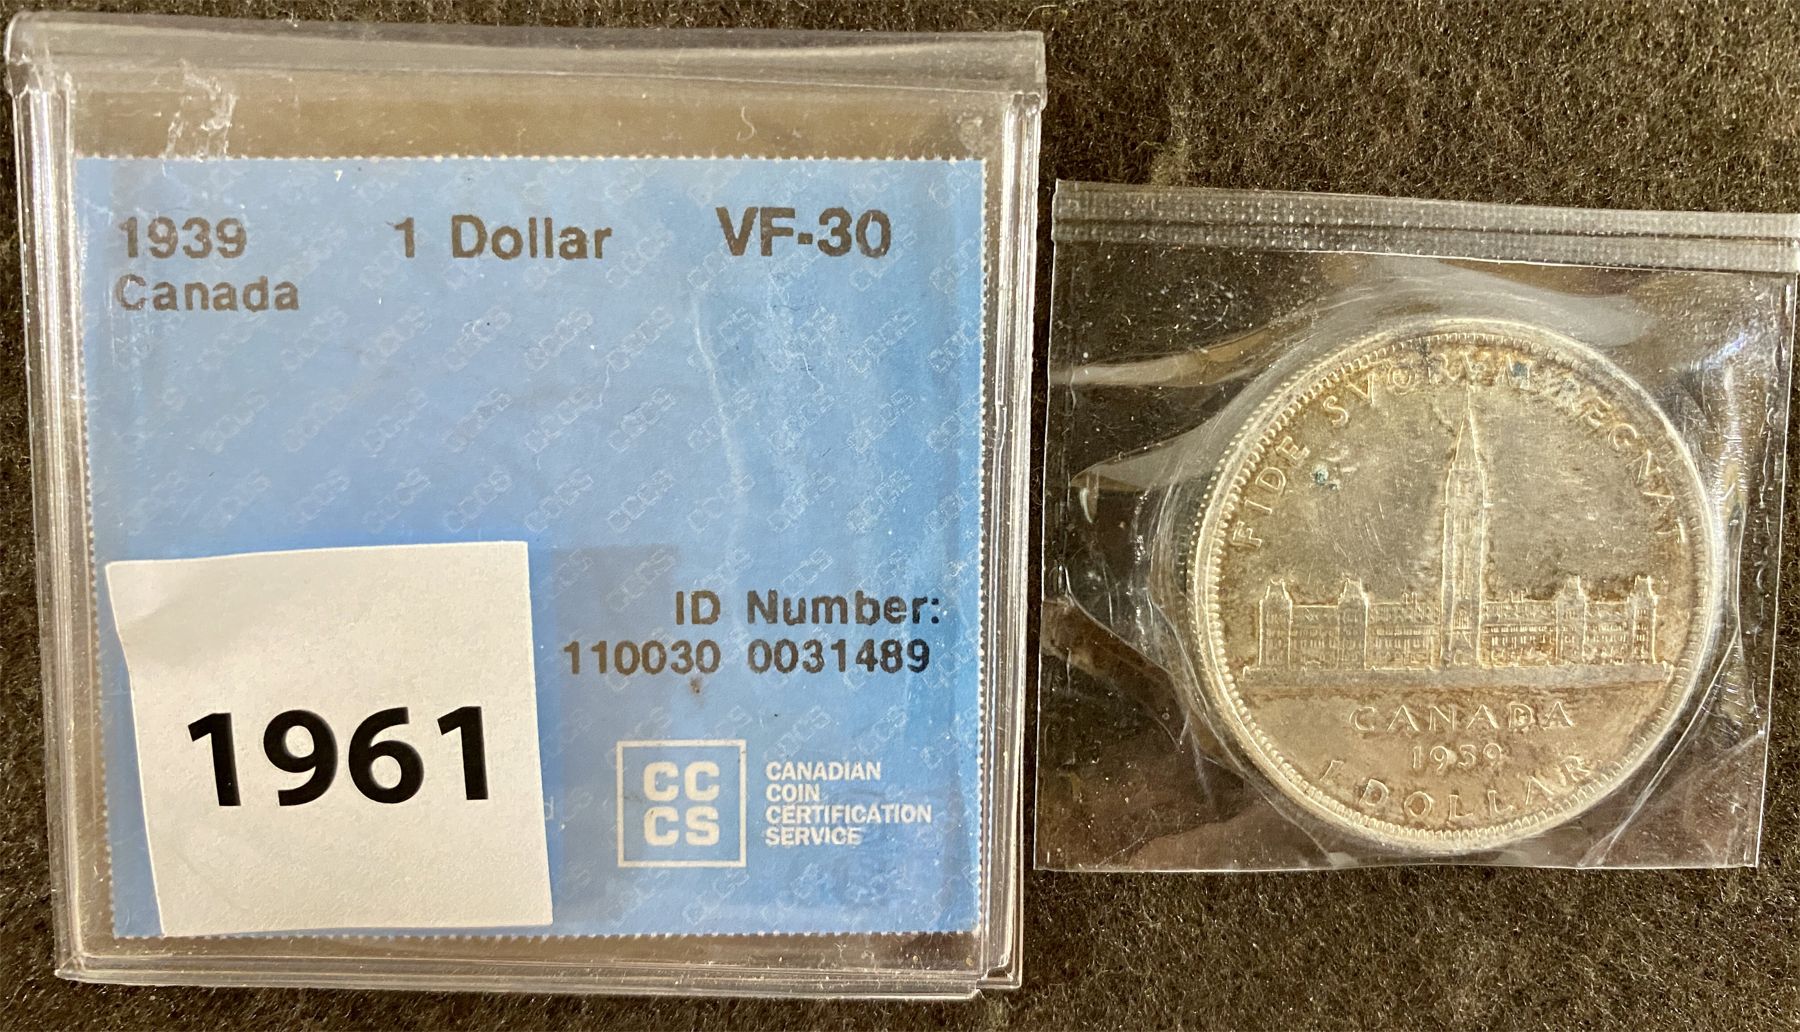 1939 1 Dollar VF-30
Canada
ID Number:
110030 0031489
1961
CC
CS
CANADIAN
COIN
CERTIFICATION
SERVICE
FIDE SVORVM REGNAT
CANADA
1939
1 DOLLAR